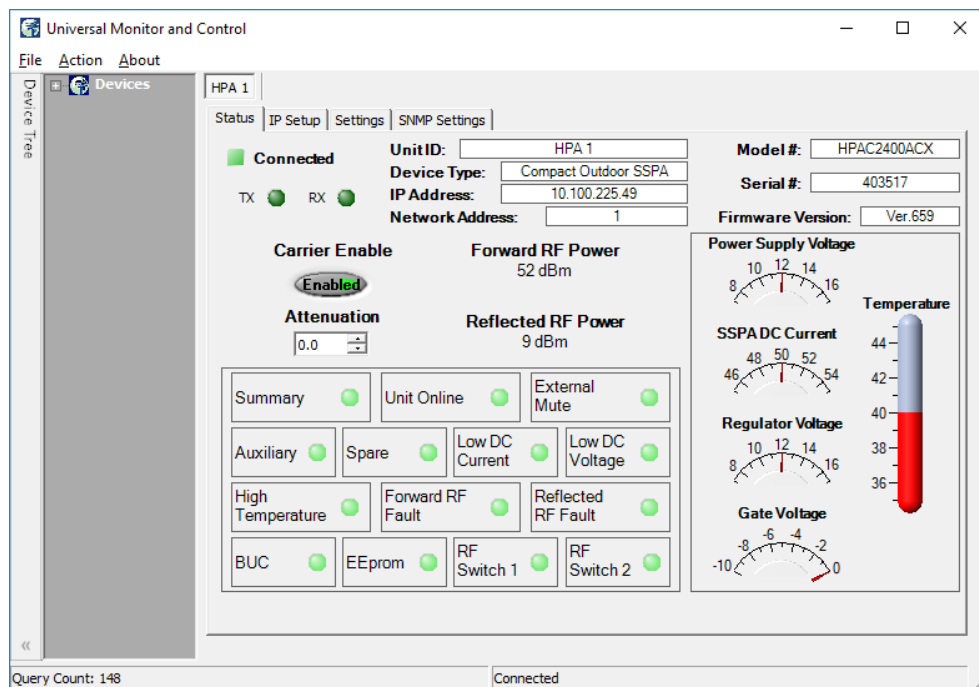 Universal Monitor and Control
File Action About
Device Tree
Devices
HPA 1
Status IP Setup Settings SNMP Settings
Connected
TX RX
Unit ID: HPA 1
Device Type: Compact Outdoor SSPA
IP Address: 10.100.225.49
Network Address: 1
Model #: HPAC2400ACX
Serial #: 403517
Firmware Version: Ver.659
Carrier Enable
Enabled
Attenuation
0.0
Forward RF Power
52 dBm
Reflected RF Power
9 dBm
Summary
Unit Online
External
Mute
Auxiliary
Spare
Low DC
Current
Low DC
Voltage
High
Temperature
Forward RF
Fault
Reflected
RF Fault
BUC
EEprom
RF
Switch 1
RF
Switch 2
Power Supply Voltage
8 10 12 14 16
SSPA DC Current
46 48 50 52 54
Regulator Voltage
8 10 12 14 16
Gate Voltage
-10 -8 -6 -4 -2 0
Temperature
44
42
40
38
36
Query Count: 148
Connected